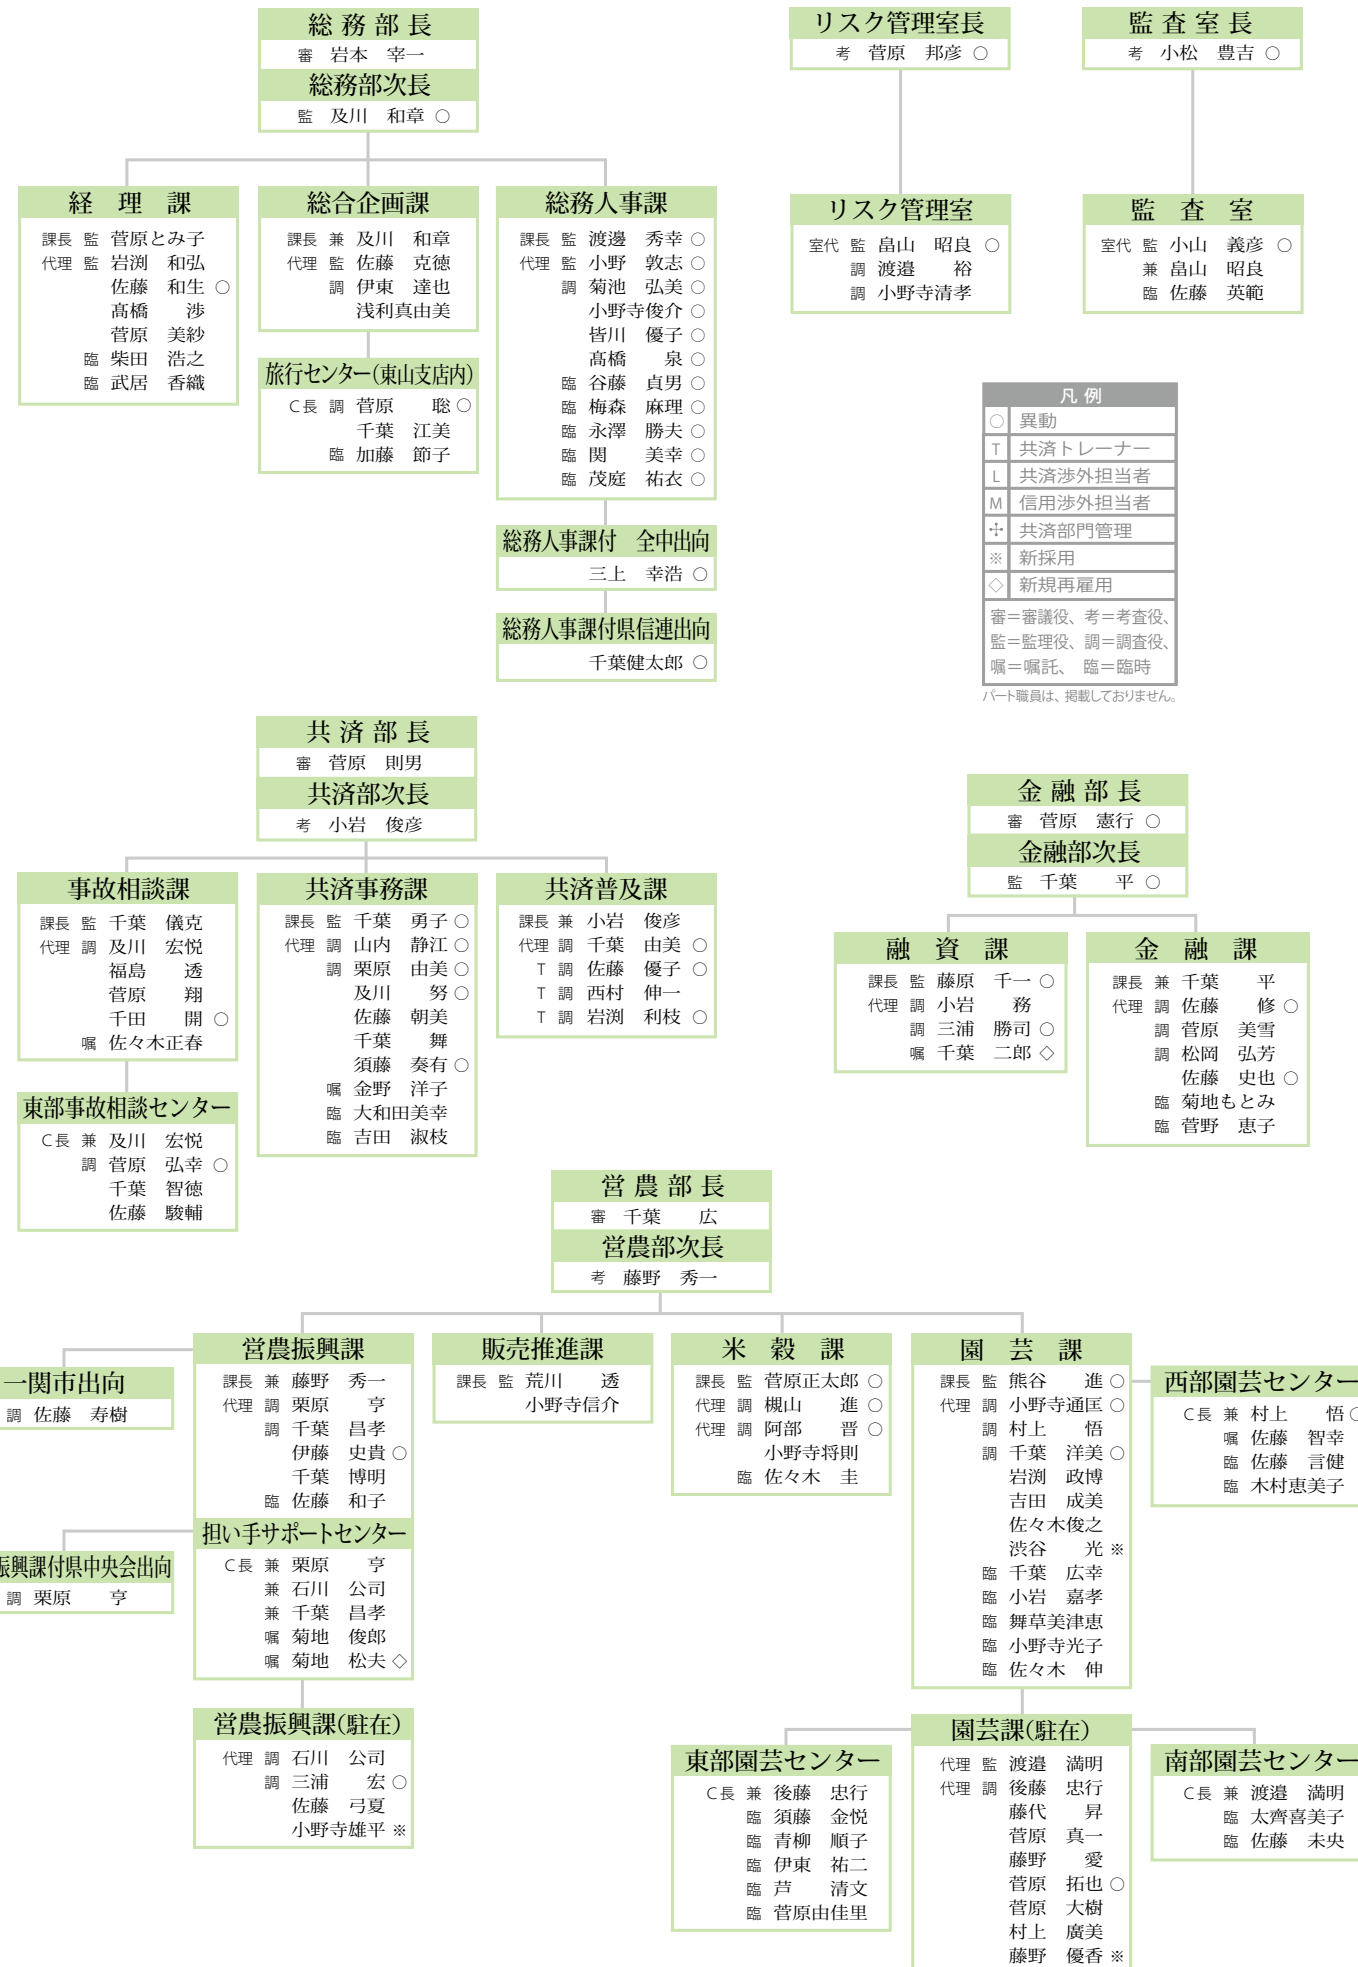 総務部長
審 岩本 宰一
総務部次長
監 及川 和章 ○
経理課
課長 監 菅原とみ子
代理 監 岩渕 和弘
佐藤 和生 ○
髙橋 渉
菅原 美紗
臨 柴田 浩之
臨 武居 香織
総合企画課
課長 兼 及川 和章
代理 監 佐藤 克徳
調 伊東 達也
浅利真由美
旅行センター(東山支店内)
C長 調 菅原 聡 ○
千葉 江美
臨 加藤 節子
総務人事課
課長 監 渡邊 秀幸 ○
代理 監 小野 敦志 ○
調 菊池 弘美 ○
小野寺俊介 ○
皆川 優子 ○
髙橋 泉 ○
臨 谷藤 貞男 ○
臨 梅森 麻理 ○
臨 永澤 勝夫 ○
臨 関 美幸 ○
臨 茂庭 祐衣 ○
総務人事課付 全中出向
三上 幸浩 ○
総務人事課付県信連出向
千葉健太郎 ○
リスク管理室長
考 菅原 邦彦 ○
リスク管理室
室代 監 畠山 昭良 ○
調 渡邉 裕
調 小野寺清孝
監査室長
考 小松 豊吉 ○
監査室
室代 監 小山 義彦 ○
兼 畠山 昭良
臨 佐藤 英範
凡例
○ 異動
T 共済トレーナー
L 共済渉外担当者
M 信用渉外担当者
✢ 共済部門管理
※ 新採用
◇ 新規再雇用
審＝審議役、考＝考査役、
監＝監理役、調＝調査役、
嘱＝嘱託、 臨＝臨時
パート職員は、掲載しておりません。
共済部長
審 菅原 則男
共済部次長
考 小岩 俊彦
事故相談課
課長 監 千葉 儀克
代理 調 及川 宏悦
福島 透
菅原 翔
千田 開 ○
嘱 佐々木正春
東部事故相談センター
C長 兼 及川 宏悦
調 菅原 弘幸 ○
千葉 智徳
佐藤 駿輔
共済事務課
課長 監 千葉 勇子 ○
代理 調 山内 静江 ○
調 栗原 由美 ○
及川 努 ○
佐藤 朝美
千葉 舞
須藤 奏有 ○
嘱 金野 洋子
臨 大和田美幸
臨 吉田 淑枝
共済普及課
課長 兼 小岩 俊彦
代理 調 千葉 由美 ○
T 調 佐藤 優子 ○
T 調 西村 伸一
T 調 岩渕 利枝 ○
金融部長
審 菅原 憲行 ○
金融部次長
監 千葉 平 ○
融資課
課長 監 藤原 千一 ○
代理 調 小岩 務
調 三浦 勝司 ○
嘱 千葉 二郎 ◇
金融課
課長 兼 千葉 平
代理 調 佐藤 修 ○
調 菅原 美雪
調 松岡 弘芳
佐藤 史也 ○
臨 菊地もとみ
臨 菅野 恵子
営農部長
審 千葉 広
営農部次長
考 藤野 秀一
一関市出向
調 佐藤 寿樹
営農振興課
課長 兼 藤野 秀一
代理 調 栗原 亨
調 千葉 昌孝
伊藤 史貴 ○
千葉 博明
臨 佐藤 和子
振興課付県中央会出向
調 栗原 亨
担い手サポートセンター
C長 兼 栗原 亨
兼 石川 公司
兼 千葉 昌孝
嘱 菊地 俊郎
嘱 菊地 松夫 ◇
営農振興課(駐在)
代理 調 石川 公司
調 三浦 宏 ○
佐藤 弓夏
小野寺雄平 ※
販売推進課
課長 監 荒川 透
小野寺信介
米穀課
課長 監 菅原正太郎 ○
代理 調 槻山 進 ○
代理 調 阿部 晋 ○
小野寺将則
臨 佐々木 圭
園芸課
課長 監 熊谷 進 ○
代理 調 小野寺通匡 ○
調 村上 悟
調 千葉 洋美 ○
岩渕 政博
吉田 成美
佐々木俊之
渋谷 光 ※
臨 千葉 広幸
臨 小岩 嘉孝
臨 舞草美津恵
臨 小野寺光子
臨 佐々木 伸
西部園芸センター
C長 兼 村上 悟 ○
嘱 佐藤 智幸
臨 佐藤 言健
臨 木村恵美子
東部園芸センター
C長 兼 後藤 忠行
臨 須藤 金悦
臨 青柳 順子
臨 伊東 祐二
臨 芦 清文
臨 菅原由佳里
園芸課(駐在)
代理 監 渡邉 満明
代理 調 後藤 忠行
藤代 昇
菅原 真一
藤野 愛
菅原 拓也 ○
菅原 大樹
村上 廣美
藤野 優香 ※
南部園芸センター
C長 兼 渡邉 満明
臨 太齊喜美子
臨 佐藤 未央